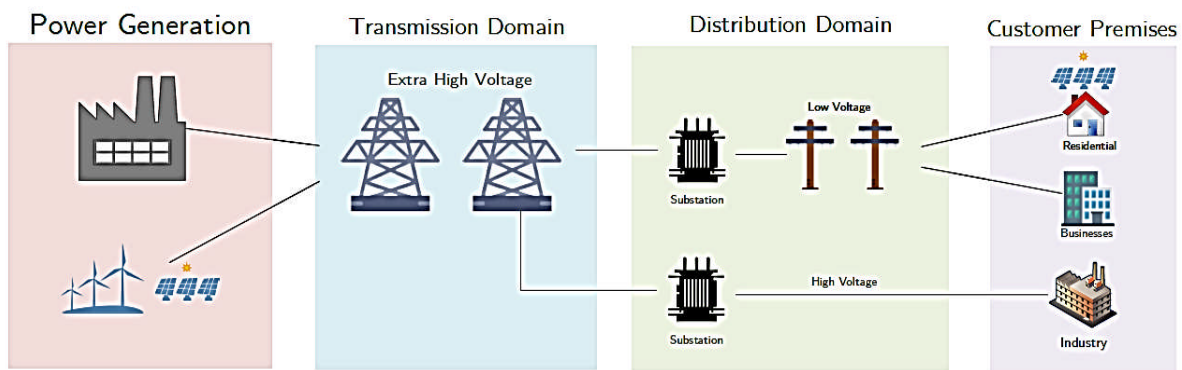 Power Generation
Transmission Domain
Distribution Domain
Customer Premises
Extra High Voltage
Low Voltage
Substation
Residential
Businesses
High Voltage
Substation
Industry